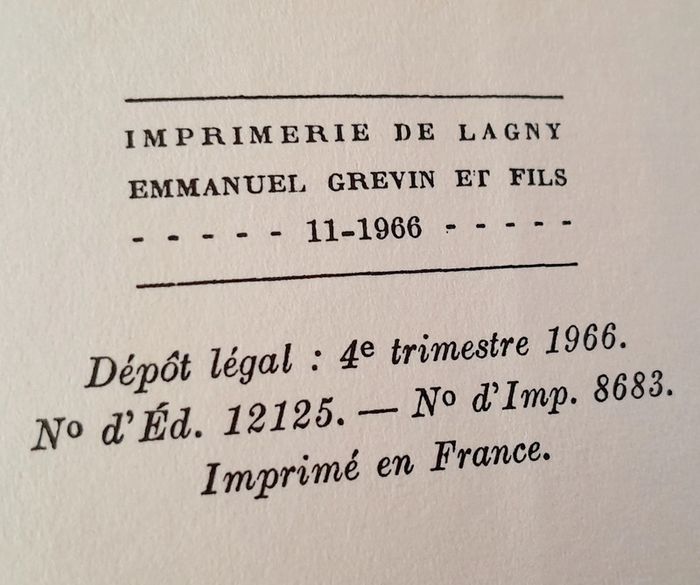 IMPRIMERIE DE LAGNY
EMMANUEL GREVIN ET FILS
- - - - - 11-1966 - - - - -
Dépôt légal : 4e trimestre 1966.
No d'Éd. 12125. — No d'Imp. 8683.
Imprimé en France.